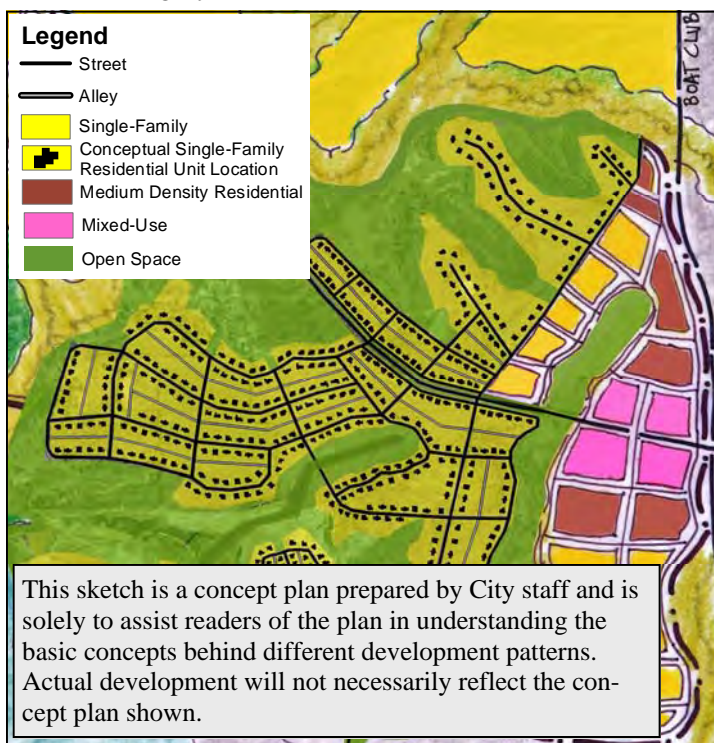 Legend
Street
Alley
Single-Family
Conceptual Single-Family
Residential Unit Location
Medium Density Residential
Mixed-Use
Open Space
BOAT CLUB
This sketch is a concept plan prepared by City staff and is
solely to assist readers of the plan in understanding the
basic concepts behind different development patterns.
Actual development will not necessarily reflect the con-
cept plan shown.